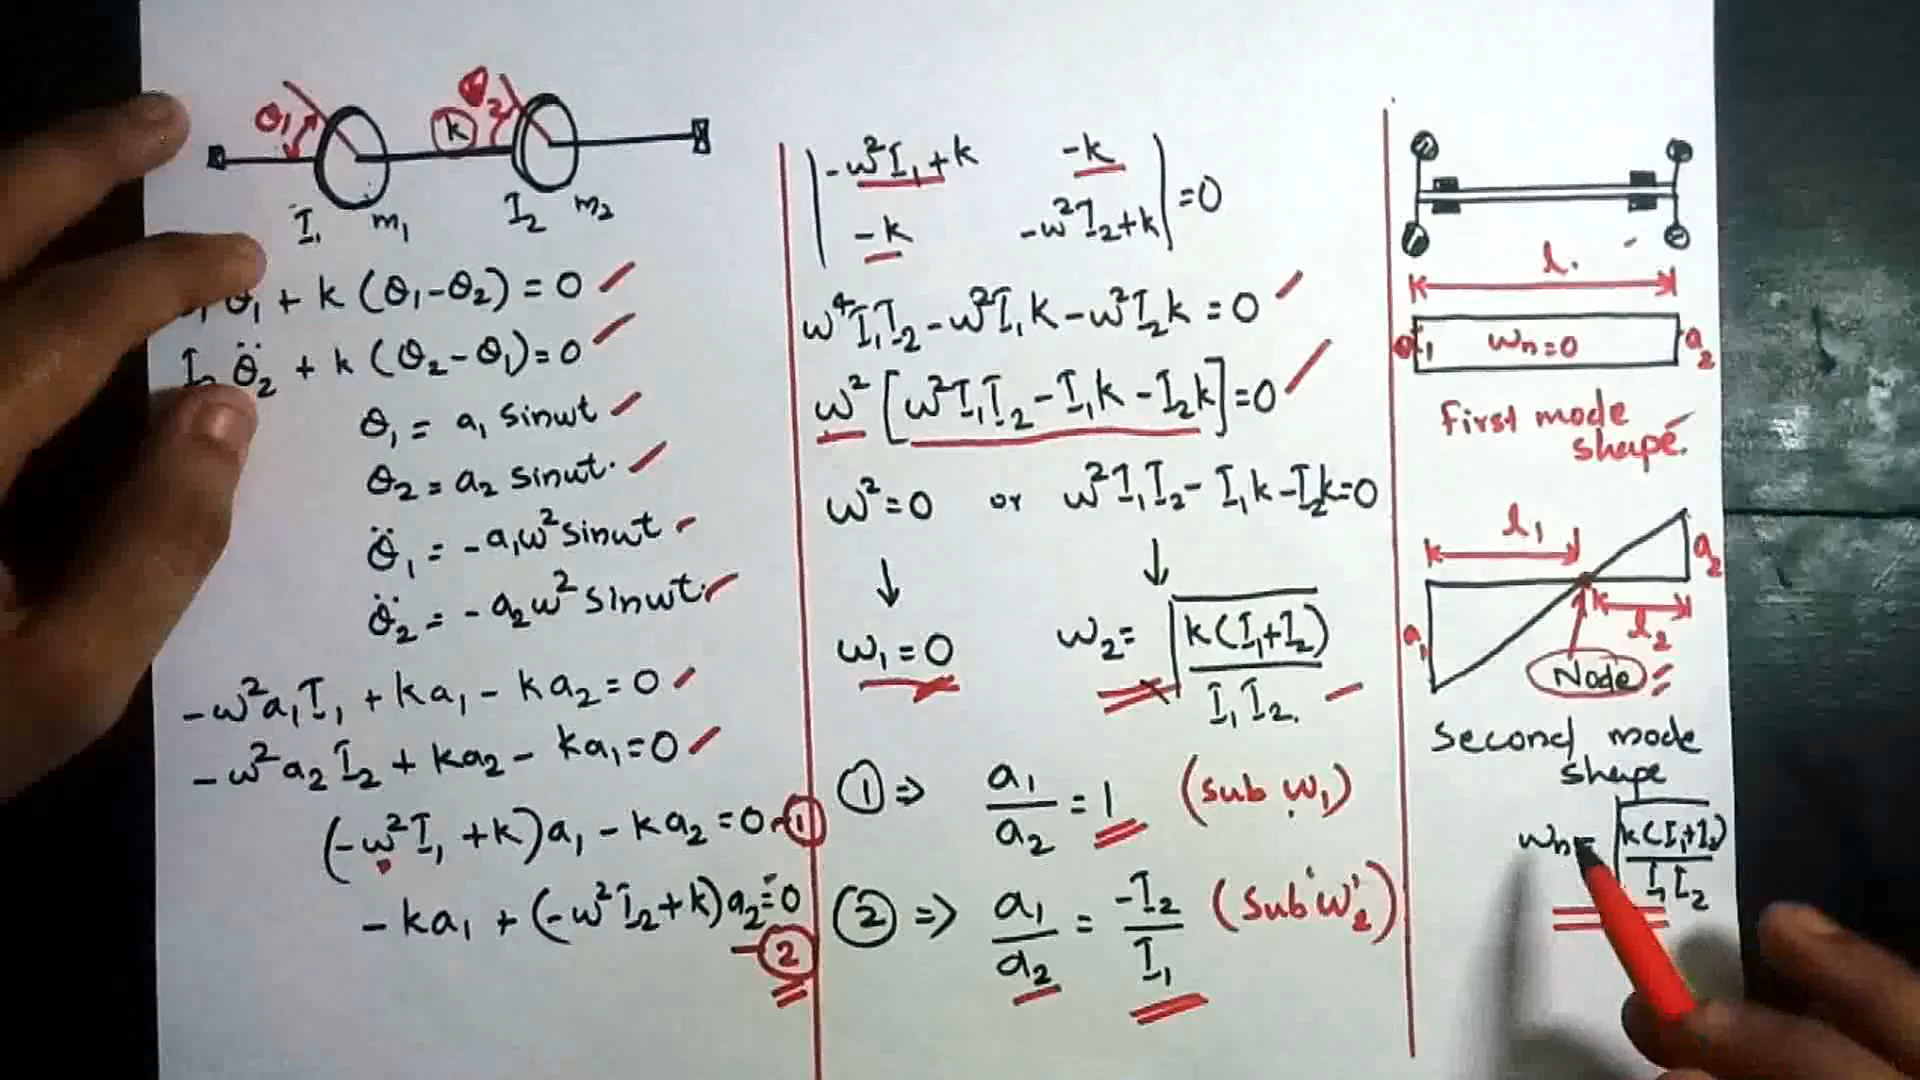 θ₁ k θ₂
I₁ m₁ I₂ m₂
θ̈₁ + k (θ₁-θ₂) = 0
I₂ θ̈₂ + k (θ₂-θ₁) = 0
θ₁ = a₁ sinωt
θ₂ = a₂ sinωt.
θ̈₁ = -a₁ω² sinωt
θ̈₂ = -a₂ω² sinωt.
-ω²a₁I₁ + ka₁ - ka₂ = 0
-ω²a₂I₂ + ka₂ - ka₁ = 0
(-ω²I₁ + k)a₁ - ka₂ = 0 - 1
-ka₁ + (-ω²I₂+k)a₂ = 0
- 2
| -ω²I₁+k -k |
| -k -ω²I₂+k | = 0
ω⁴I₁I₂ - ω²I₁k - ω²I₂k = 0
ω² [ω²I₁I₂ - I₁k - I₂k] = 0
ω² = 0 or ω²I₁I₂ - I₁k - I₂k = 0
↓ ↓
ω₁ = 0 ω₂ = √(k(I₁+I₂) / I₁I₂.)
① ⇒ a₁/a₂ = 1 (sub ω₁)
② ⇒ a₁/a₂ = -I₂/I₁ (sub 'ω₂')
l.
a₁ ωn=0 a₂
First mode
shape.
l₁
a₁ a₂
l₂
Node
Second mode
shape
ωn = √(k(I₁+I₂) / I₁I₂)